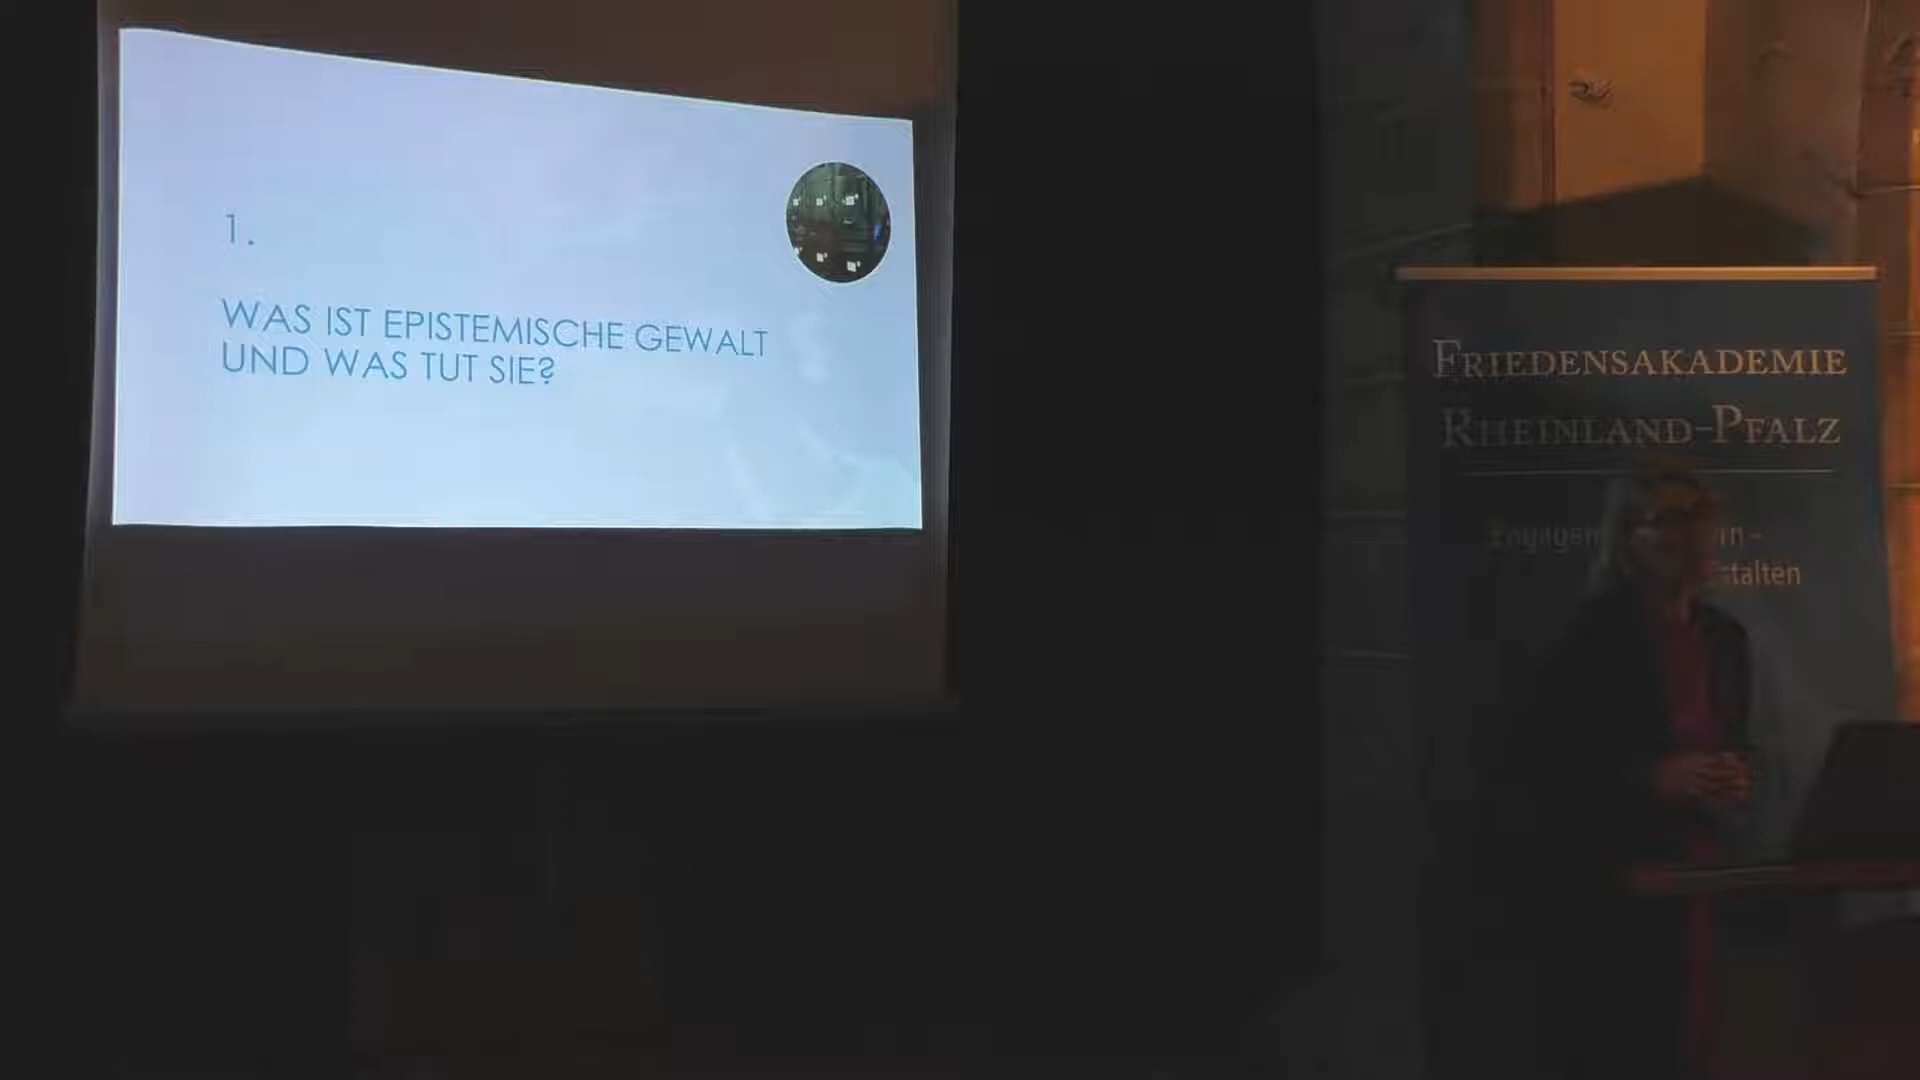 1.
WAS IST EPISTEMISCHE GEWALT
UND WAS TUT SIE?
FRIEDENSAKADEMIE
RHEINLAND-PFALZ